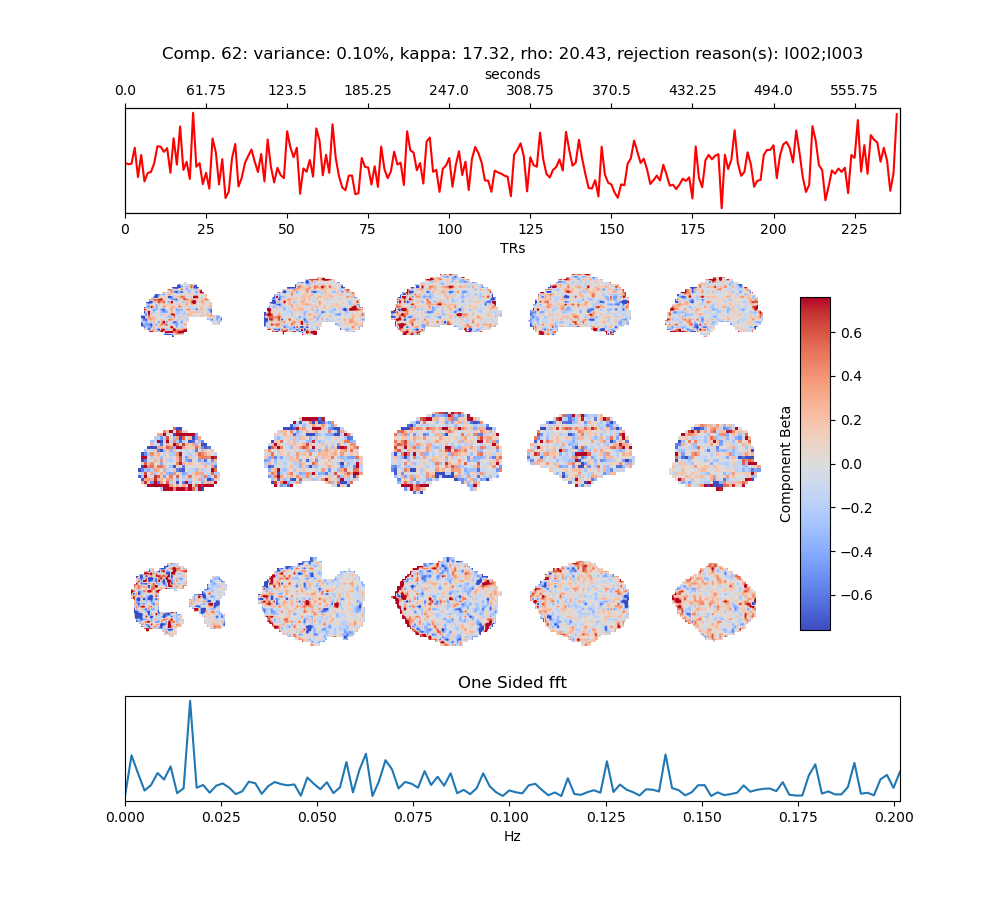 Comp. 62: variance: 0.10%, kappa: 17.32, rho: 20.43, rejection reason(s): I002;I003
seconds
0.0 61.75 123.5 185.25 247.0 308.75 370.5 432.25 494.0 555.75
0 25 50 75 100 125 150 175 200 225
TRs
0.6
0.4
0.2
0.0
−0.2
−0.4
−0.6
Component Beta
One Sided fft
0.000 0.025 0.050 0.075 0.100 0.125 0.150 0.175 0.200
Hz